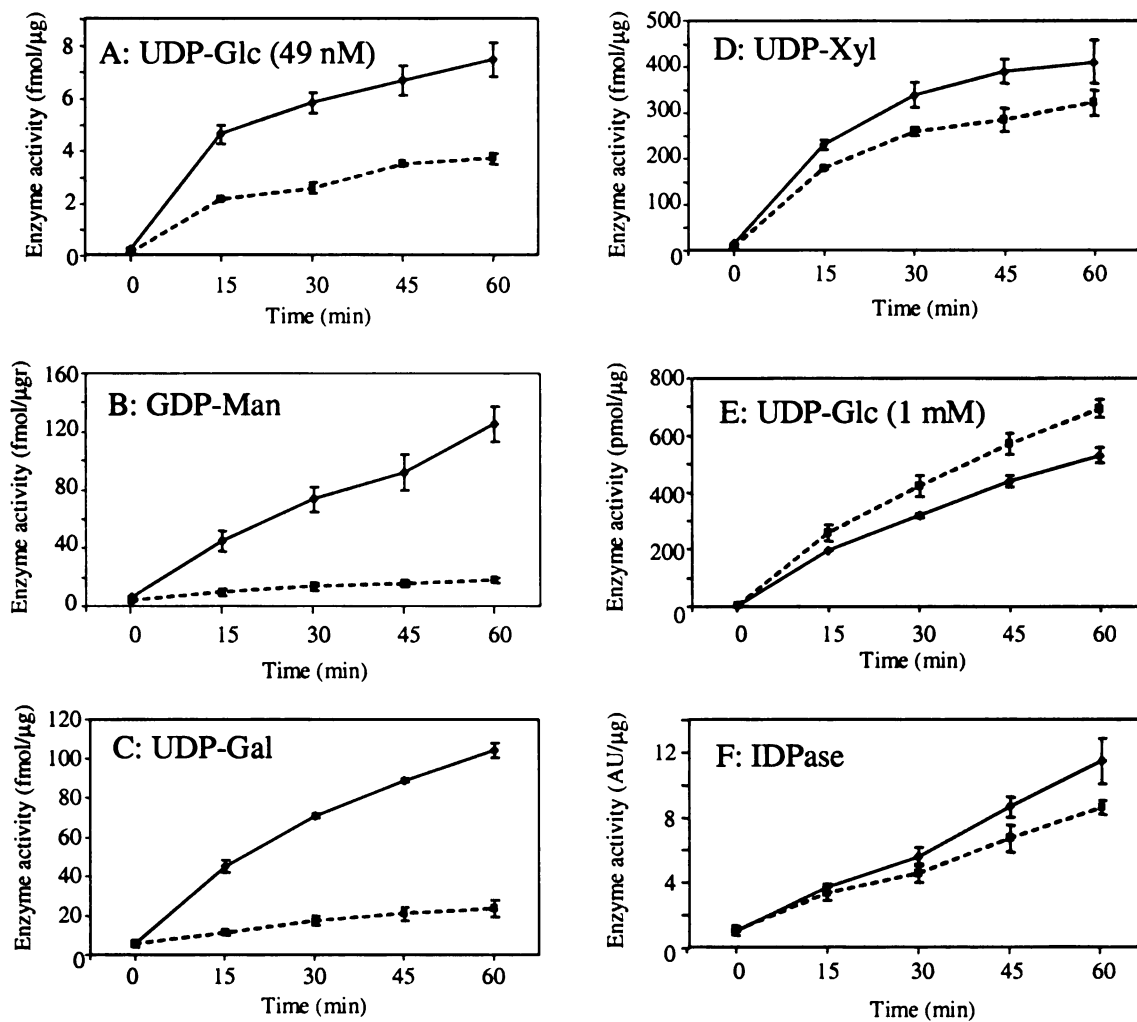 A: UDP-Glc (49 nM)
Enzyme activity (fmol/µg)
8
6
4
2
0
0 15 30 45 60
Time (min)
B: GDP-Man
Enzyme activity (fmol/µgr)
160
120
80
40
0
0 15 30 45 60
Time (min)
C: UDP-Gal
Enzyme activity (fmol/µg)
120
100
80
60
40
20
0
0 15 30 45 60
Time (min)
D: UDP-Xyl
Enzyme activity (fmol/µg)
500
400
300
200
100
0
0 15 30 45 60
Time (min)
E: UDP-Glc (1 mM)
Enzyme activity (pmol/µg)
800
600
400
200
0
0 15 30 45 60
Time (min)
F: IDPase
Enzyme activity (AU/µg)
12
8
4
0
0 15 30 45 60
Time (min)